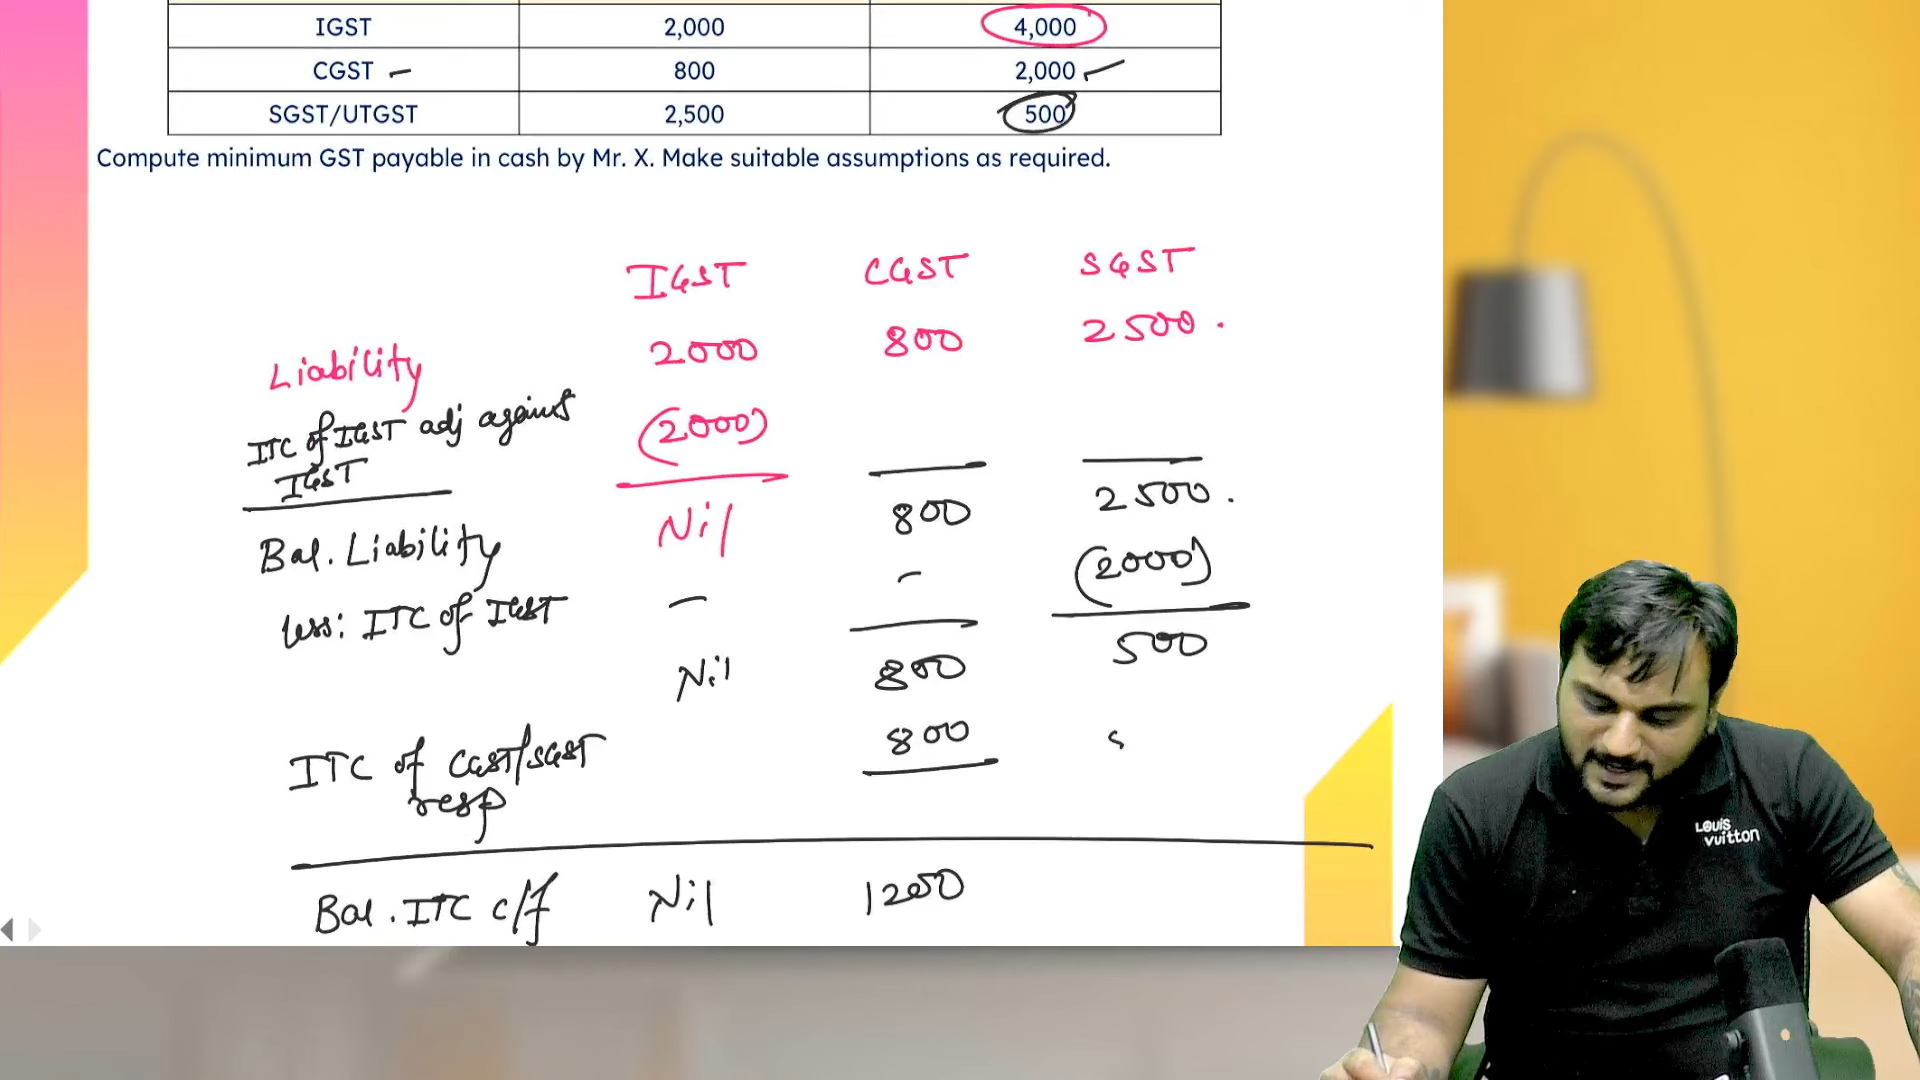 IGST 2,000 4,000
CGST 800 2,000
SGST/UTGST 2,500 500
Compute minimum GST payable in cash by Mr. X. Make suitable assumptions as required.
IGST CGST SGST
Liability 2000 800 2500.
ITC of IGST adj against IGST (2000)
Bal. Liability Nil 800 2500.
less: ITC of IGST – – (2000)
Nil 800 500
ITC of CGST/SGST resp 800 5
Bal. ITC c/f Nil 1200
Louis
vuitton